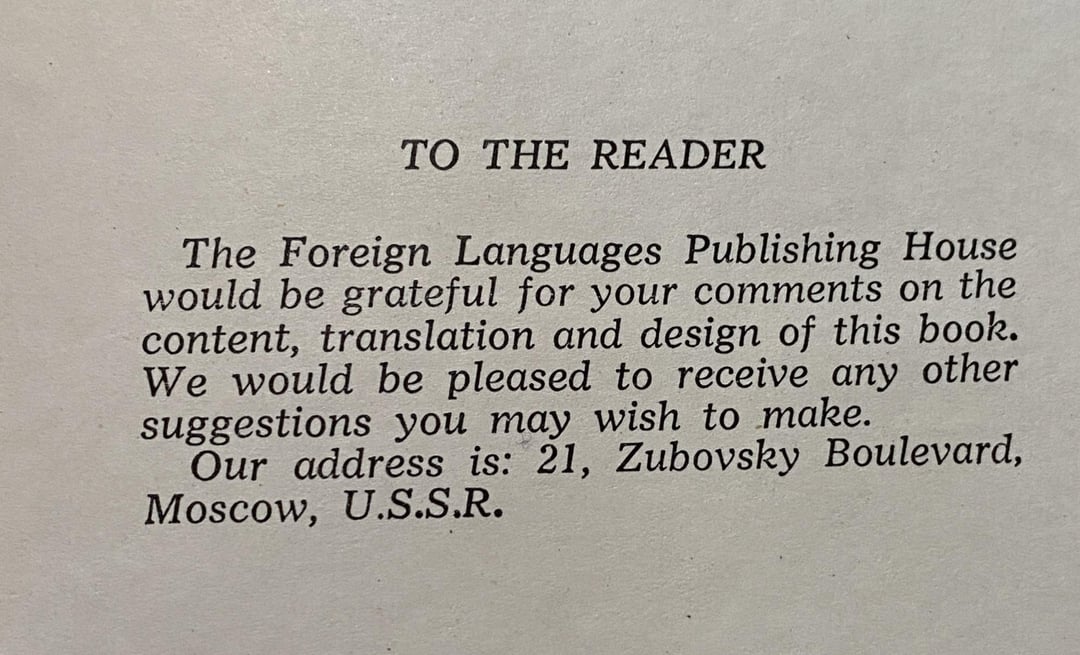 TO THE READER
The Foreign Languages Publishing House
would be grateful for your comments on the
content, translation and design of this book.
We would be pleased to receive any other
suggestions you may wish to make.
Our address is: 21, Zubovsky Boulevard,
Moscow, U.S.S.R.